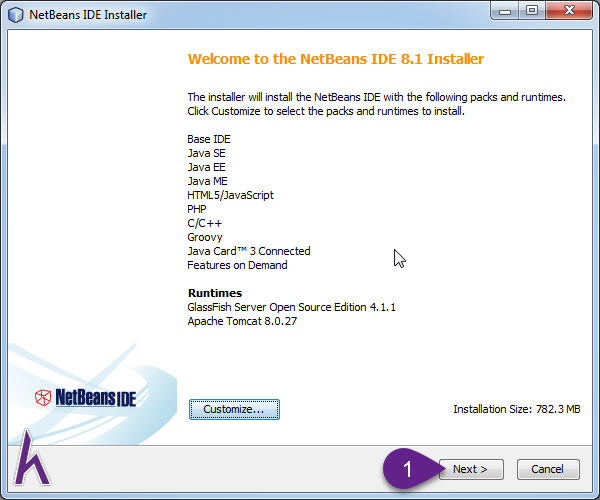 NetBeans IDE Installer
Welcome to the NetBeans IDE 8.1 Installer
The installer will install the NetBeans IDE with the following packs and runtimes.
Click Customize to select the packs and runtimes to install.
Base IDE
Java SE
Java EE
Java ME
HTML5/JavaScript
PHP
C/C++
Groovy
Java Card™ 3 Connected
Features on Demand
Runtimes
GlassFish Server Open Source Edition 4.1.1
Apache Tomcat 8.0.27
NetBeans IDE
Customize...
Installation Size: 782.3 MB
h
1
Next >
Cancel